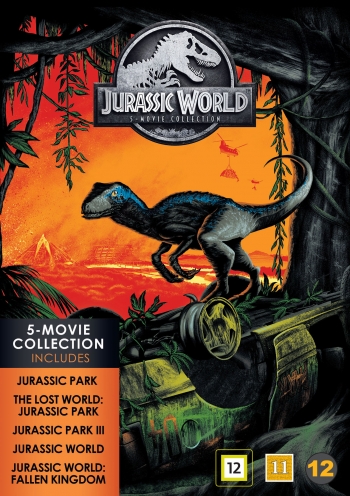 JURASSIC WORLD
5-MOVIE COLLECTION
5-MOVIE
COLLECTION
INCLUDES
JURASSIC PARK
THE LOST WORLD:
JURASSIC PARK
JURASSIC PARK III
JURASSIC WORLD
JURASSIC WORLD:
FALLEN KINGDOM
12
11
12